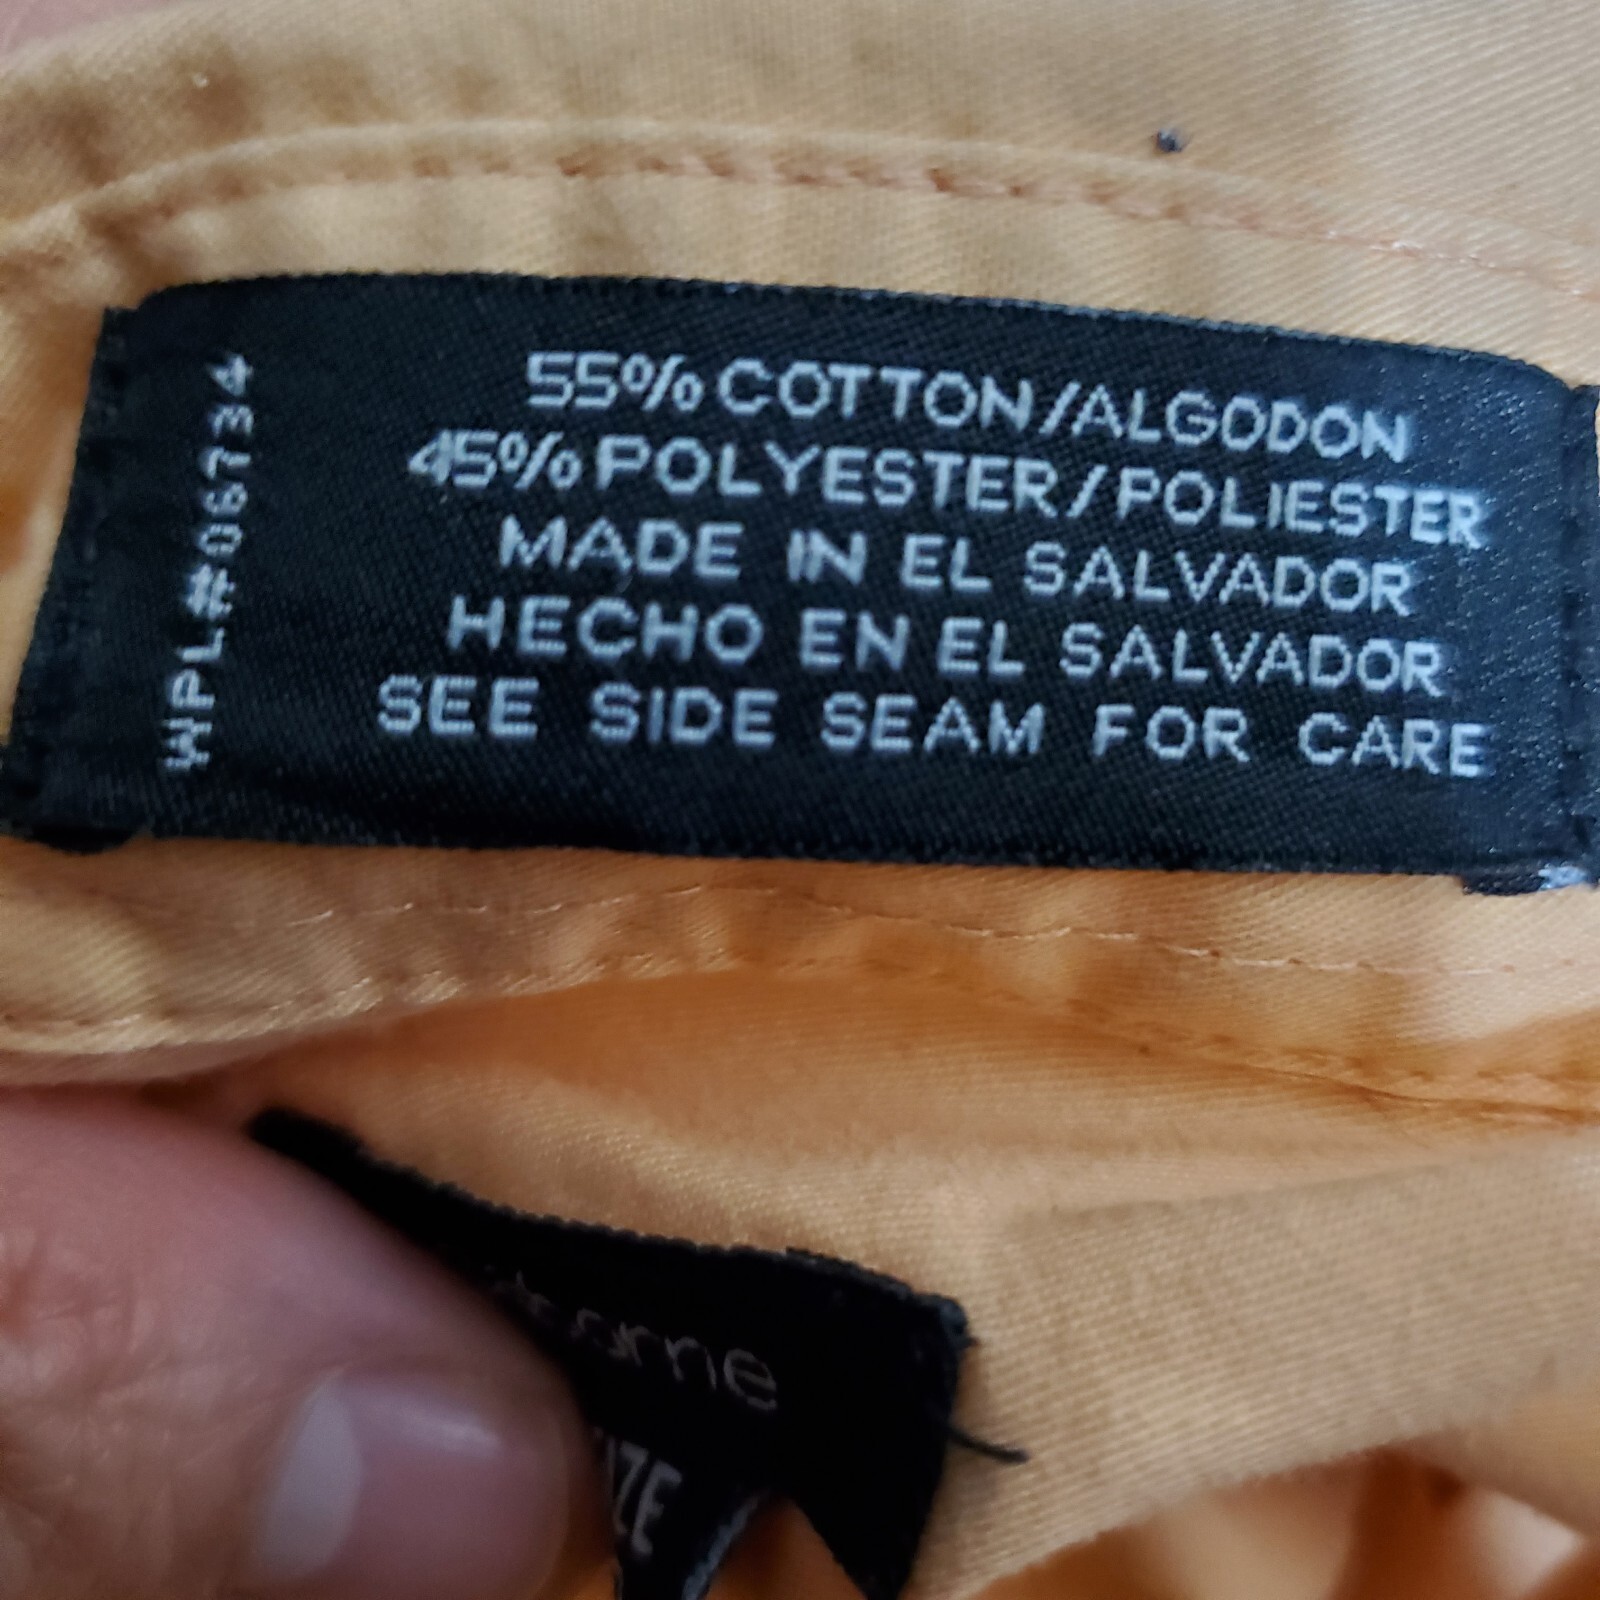 55% COTTON/ALGODON
45% POLYESTER/POLIESTER
MADE IN EL SALVADOR
HECHO EN EL SALVADOR
SEE SIDE SEAM FOR CARE
WPL#06734